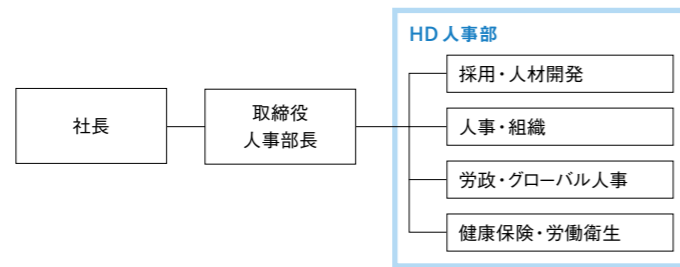 HD 人事部
社長
取締役
人事部長
採用・人材開発
人事・組織
労政・グローバル人事
健康保険・労働衛生